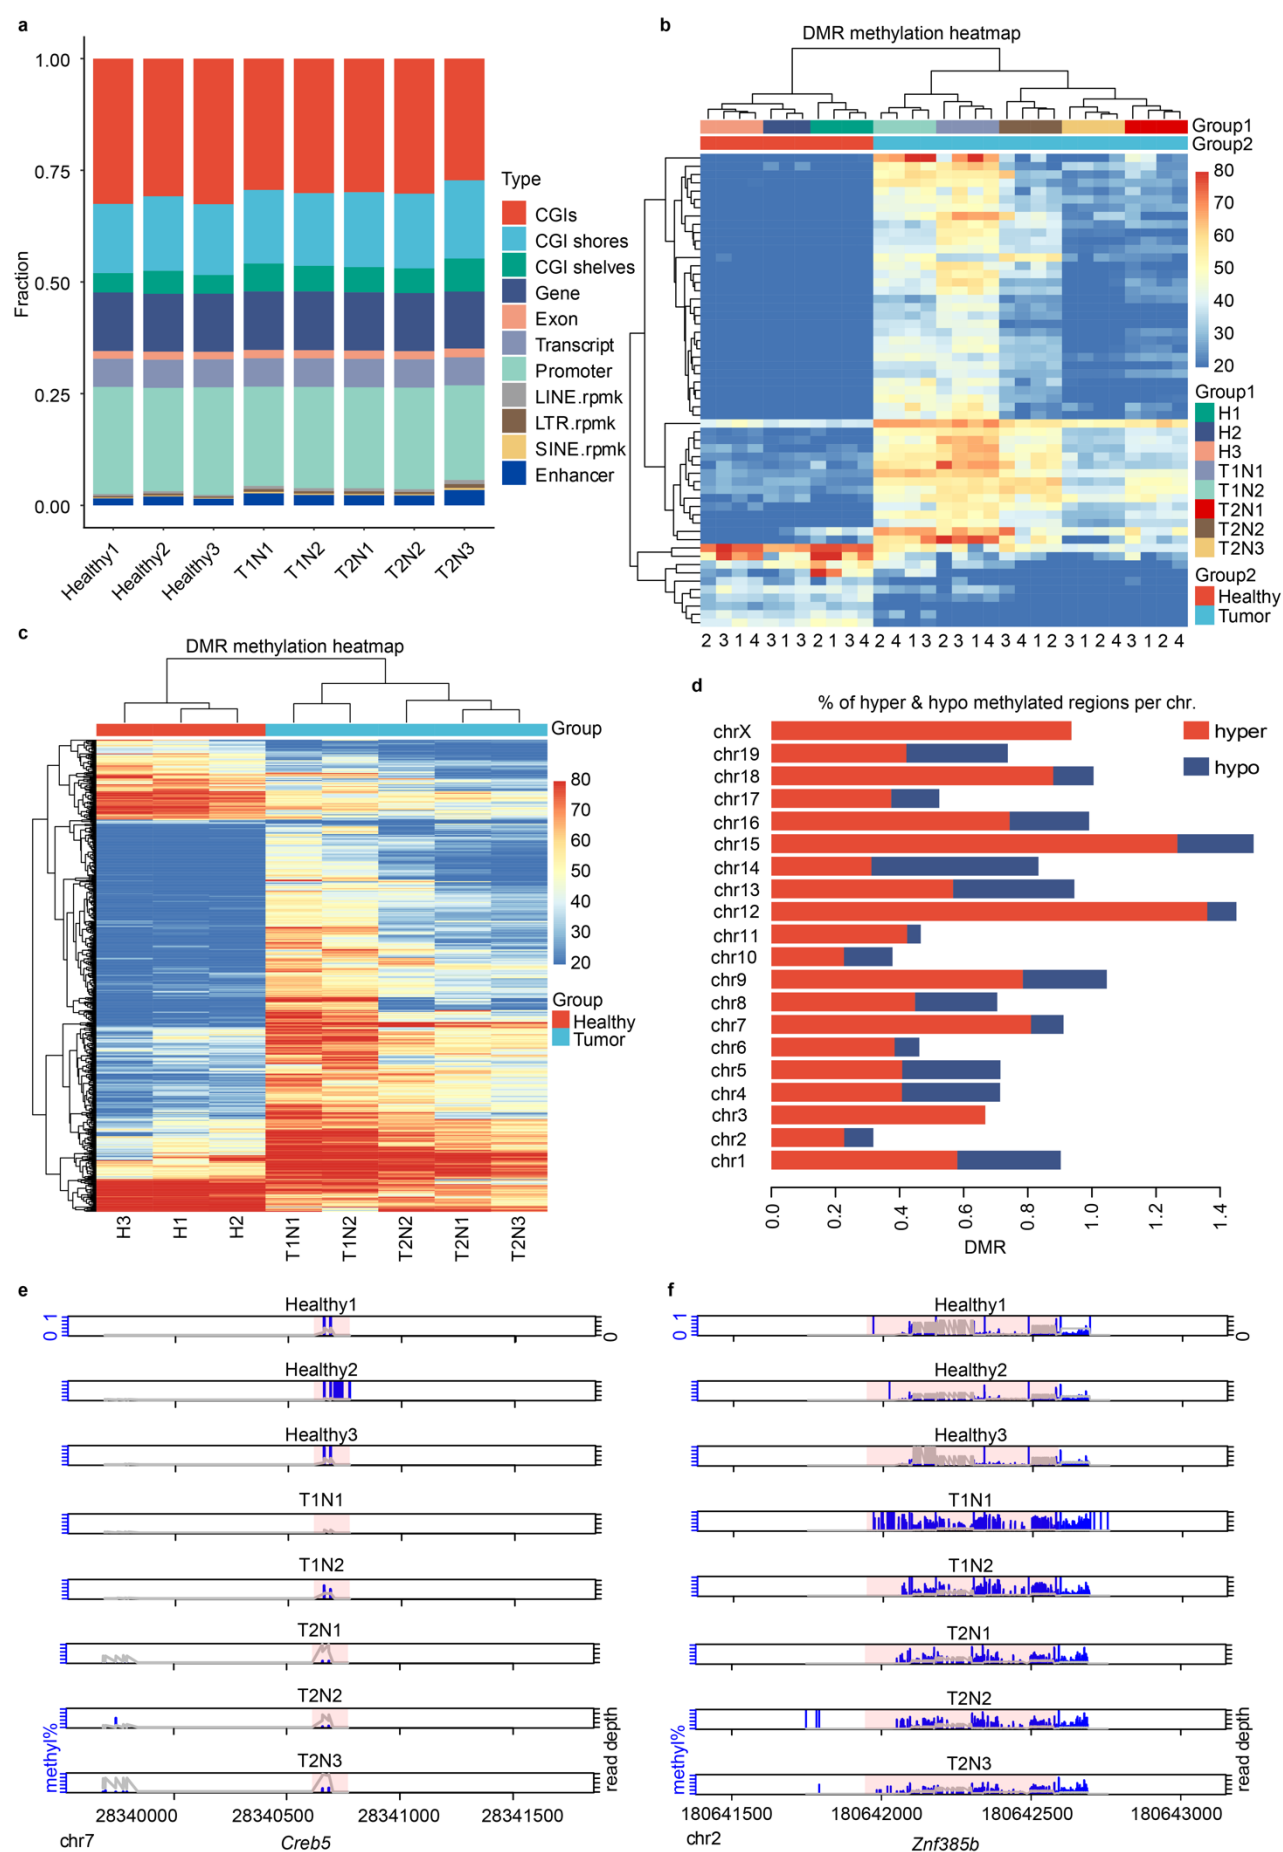 a
1.00
0.75
0.50
0.25
0.00
Fraction
Healthy1
Healthy2
Healthy3
T1N1
T1N2
T2N1
T2N2
T2N3
Type
CGIs
CGI shores
CGI shelves
Gene
Exon
Transcript
Promoter
LINE.rpmk
LTR.rpmk
SINE.rpmk
Enhancer
b
DMR methylation heatmap
Group1
Group2
80
70
60
50
40
30
20
Group1
H1
H2
H3
T1N1
T1N2
T2N1
T2N2
T2N3
Group2
Healthy
Tumor
2 3 1 4 3 1 3 2 1 3 4 2 4 1 3 2 3 1 4 3 4 1 2 3 1 2 4 3 1 2 4
c
DMR methylation heatmap
Group
80
70
60
50
40
30
20
Group
Healthy
Tumor
H3
H1
H2
T1N1
T1N2
T2N2
T2N1
T2N3
d
% of hyper & hypo methylated regions per chr.
chrX
chr19
chr18
chr17
chr16
chr15
chr14
chr13
chr12
chr11
chr10
chr9
chr8
chr7
chr6
chr5
chr4
chr3
chr2
chr1
hyper
hypo
0.0
0.2
0.4
0.6
0.8
1.0
1.2
1.4
DMR
e
Healthy1
0 1
0
Healthy2
Healthy3
T1N1
T1N2
T2N1
T2N2
T2N3
methyl%
read depth
28340000 28340500 28341000 28341500
chr7
Creb5
f
Healthy1
0 1
0
Healthy2
Healthy3
T1N1
T1N2
T2N1
T2N2
T2N3
methyl%
read depth
180641500 180642000 180642500 180643000
chr2
Znf385b